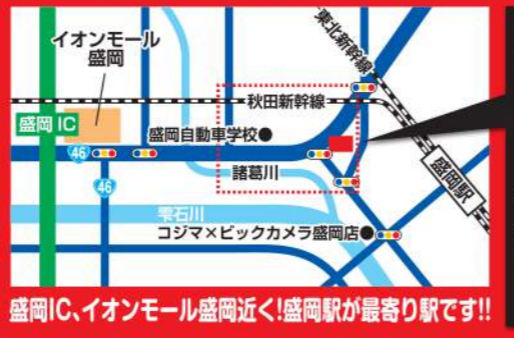 イオンモール
盛岡
東北新幹線
秋田新幹線
盛岡 IC
盛岡自動車学校
46
46
諸葛川
盛岡駅
雫石川
コジマ×ビックカメラ盛岡店
盛岡IC、イオンモール盛岡近く!盛岡駅が最寄り駅です!!